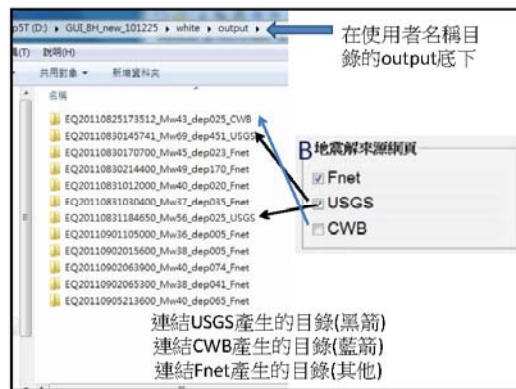 p5T (D:) ▸ GUI_BH_new_101225 ▸ white ▸ output ▸
在使用者名稱目
錄的output底下
(T) 說明(H)
共用對象 新增資料夾
名稱
EQ20110825173512_Mw43_dep025_CWB
EQ20110830145741_Mw69_dep451_USGS
EQ20110830170700_Mw45_dep023_Fnet
EQ20110830214400_Mw49_dep170_Fnet
EQ20110831012000_Mw40_dep020_Fnet
EQ20110831030400_Mw37_dep035_Fnet
EQ20110831184650_Mw56_dep025_USGS
EQ20110901105000_Mw36_dep005_Fnet
EQ20110902015600_Mw38_dep005_Fnet
EQ20110902063900_Mw40_dep074_Fnet
EQ20110902065300_Mw38_dep041_Fnet
EQ20110905213600_Mw40_dep065_Fnet
B 地震解來源網頁
Fnet
USGS
CWB
連結USGS產生的目錄(黑箭)
連結CWB產生的目錄(藍箭)
連結Fnet產生的目錄(其他)